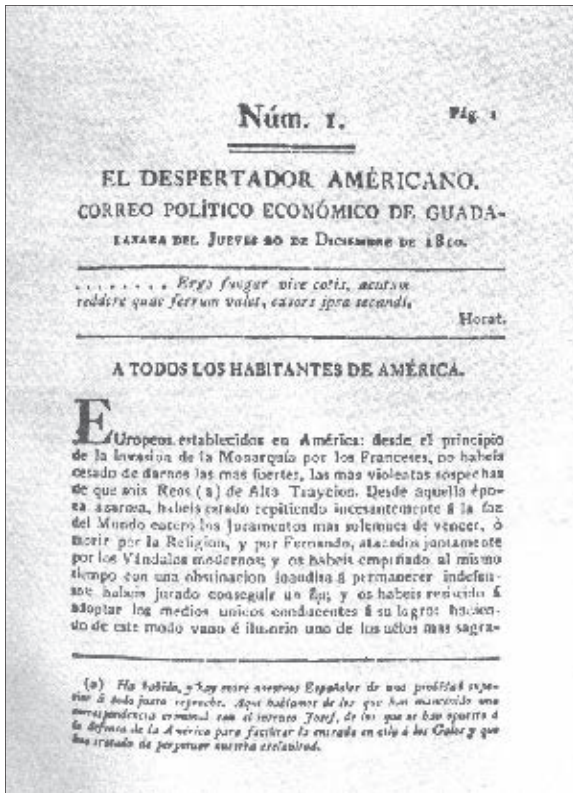 Núm. 1. Pág. 1
EL DESPERTADOR AMÉRICANO.
CORREO POLÍTICO ECONÓMICO DE GUADA-
LAXARA DEL JUEVES 20 DE DICIEMBRE DE 1810.
. . . . . . . . Ergo fungar vice cotis, acutum
reddere quae ferrum valet, exsors ipsa secandi.
Horat.
A TODOS LOS HABITANTES DE AMÉRICA.
EUropeos establecidos en América: desde el principio
de la Invasion de la Monarquía por los Franceses, no habeis
cesado de darnos las mas fuertes, las mas violentas sospechas
de que sois Reos (a) de Alta Traycion. Desde aquella épo-
ca azarosa, habeis estado repitiendo incesantemente á la faz
del Mundo entero los Juramentos mas solemnes de vencer, ò
morir por la Religion, y por Fernando, atacados juntamente
por los Vándalos modernos; y os habeis empeñado al mismo
tiempo con una obstinacion inaudita á permanecer indefen-
sos: habeis jurado conseguir un fin; y os habeis resistido á
adoptar los medios unicos conducentes á su logro: hacien-
do de este modo vano é ilusorio uno de los actos mas sagra-
(a) Ha habido, y hay entre nosotros Españoles de una probidad supe-
rior á todo justo reproche. Aqui hablamos de los que han mantenido una
correspondencia criminal con el intruso Josef, de los que se han opuesto á
la defensa de la América para facilitar la entrada en ella á los Galos y que
han tratado de perpetuar nuestra esclavitud.